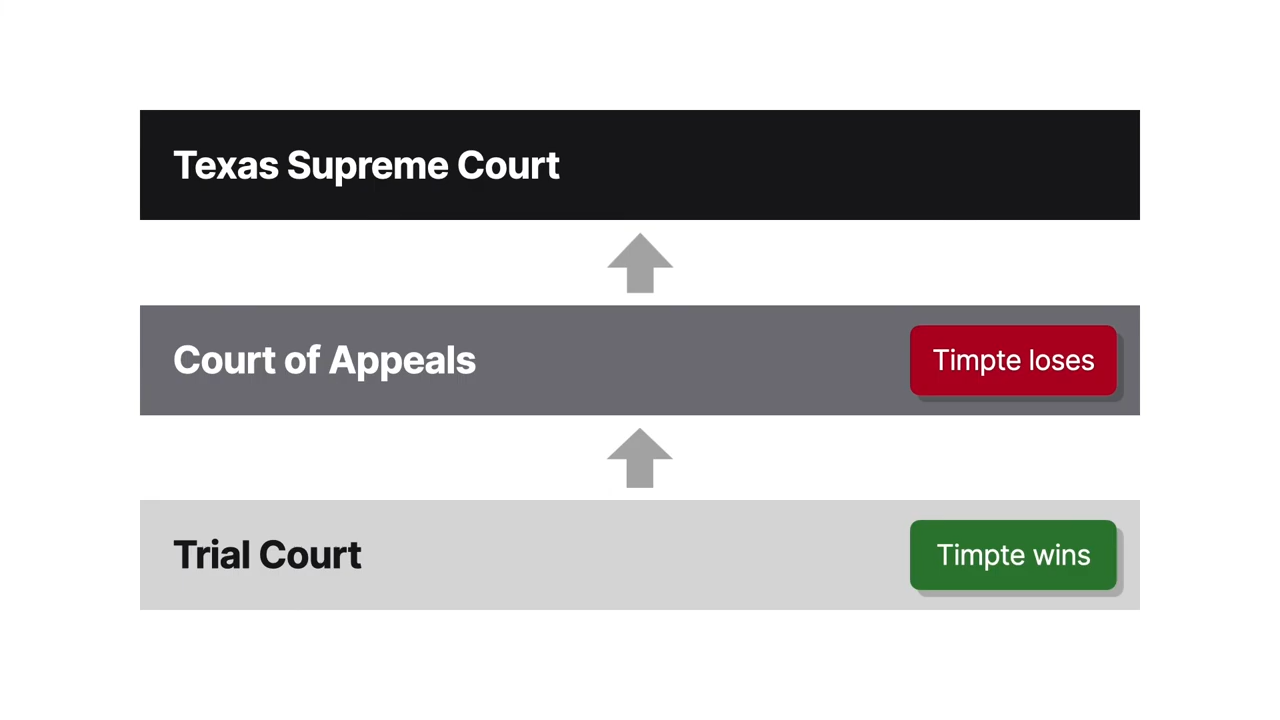 Texas Supreme Court
Court of Appeals
Timpte loses
Trial Court
Timpte wins